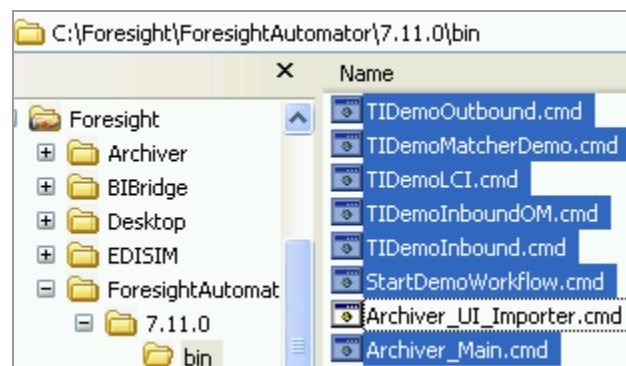 C:\Foresight\ForesightAutomator\7.11.0\bin
Name
Foresight
Archiver
BIBridge
Desktop
EDISIM
ForesightAutomat
7.11.0
bin
TIDemoOutbound.cmd
TIDemoMatcherDemo.cmd
TIDemoLCI.cmd
TIDemoInboundOM.cmd
TIDemoInbound.cmd
StartDemoWorkflow.cmd
Archiver_UI_Importer.cmd
Archiver_Main.cmd